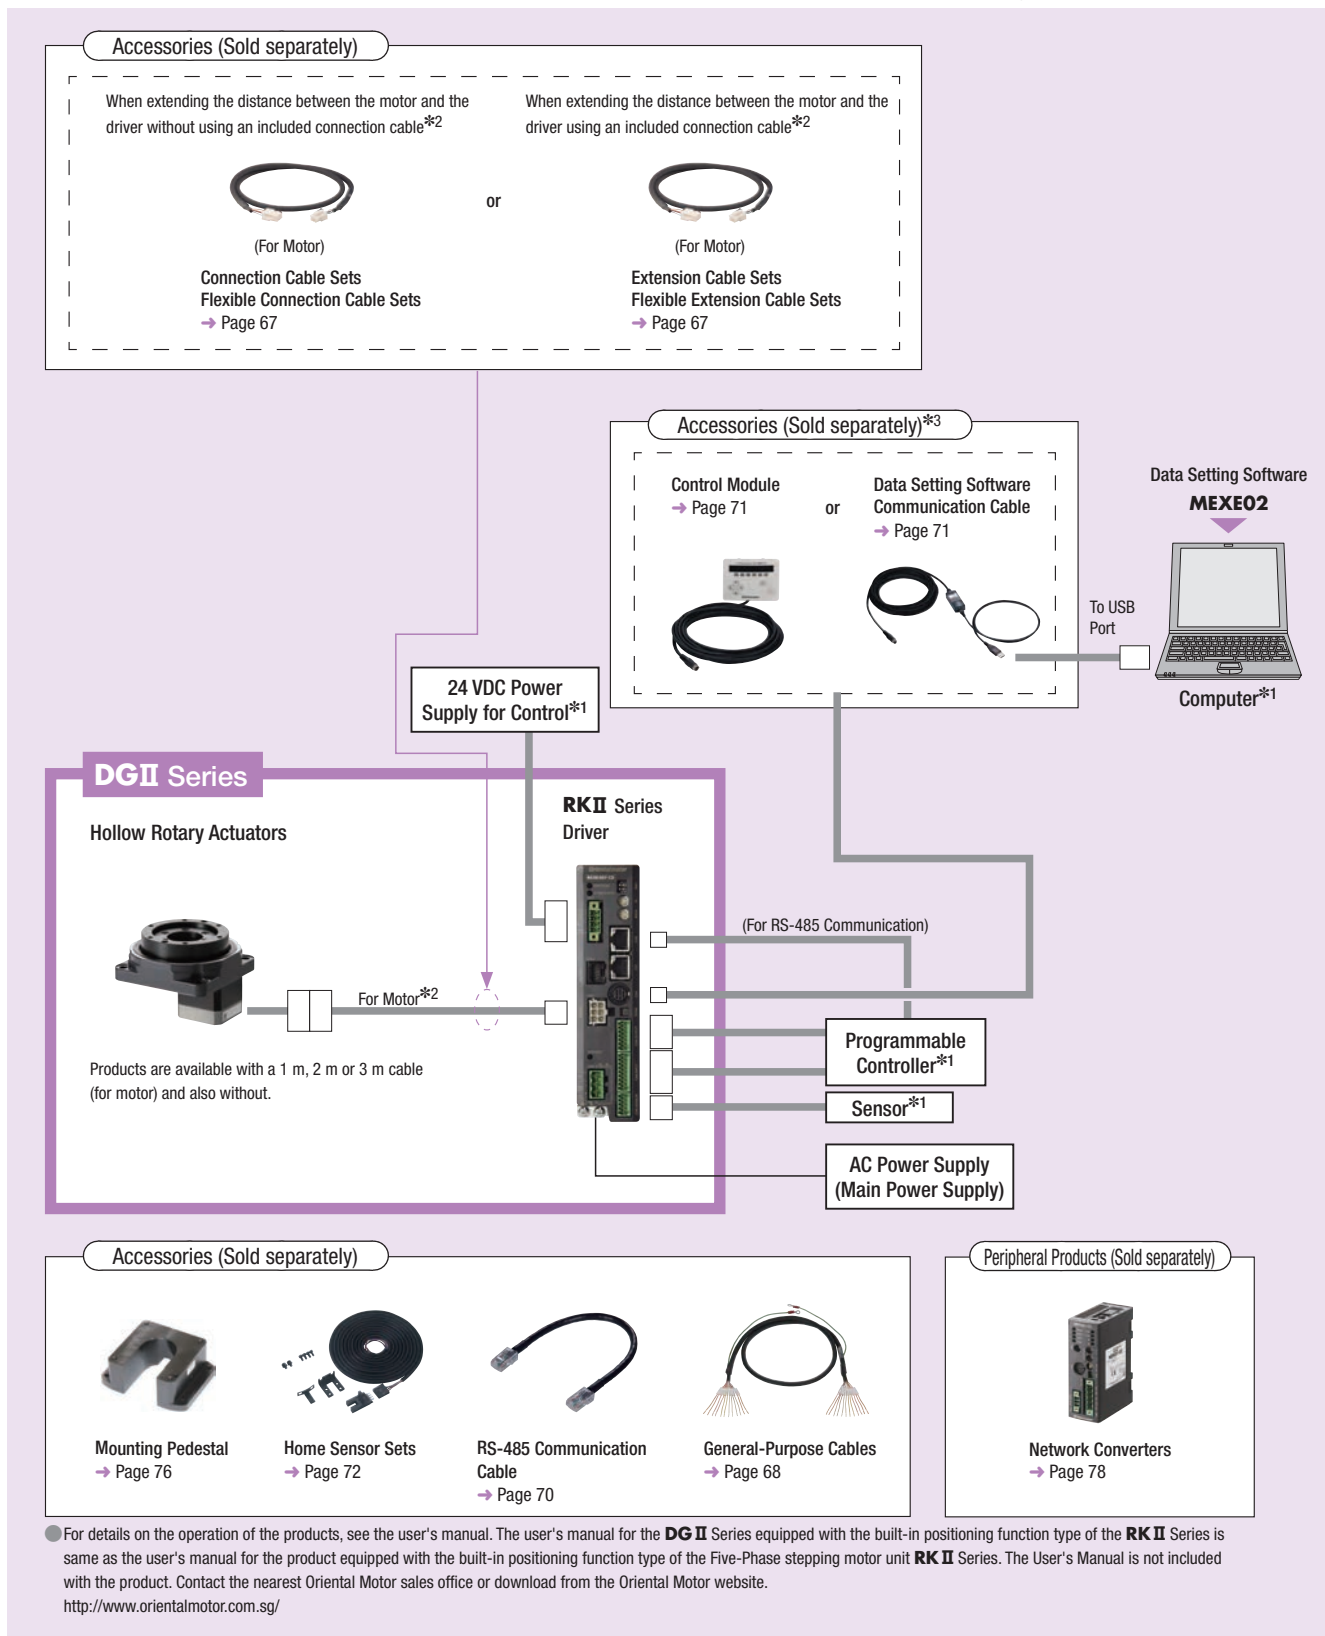 Accessories (Sold separately)
When extending the distance between the motor and the
driver without using an included connection cable✻2
(For Motor)
Connection Cable Sets
Flexible Connection Cable Sets
➜ Page 67
or
When extending the distance between the motor and the
driver using an included connection cable✻2
(For Motor)
Extension Cable Sets
Flexible Extension Cable Sets
➜ Page 67
Accessories (Sold separately)✻3
Control Module
➜ Page 71
or
Data Setting Software
Communication Cable
➜ Page 71
Data Setting Software
MEXE02
To USB
Port
Computer✻1
24 VDC Power
Supply for Control✻1
DGII Series
Hollow Rotary Actuators
RKII Series
Driver
(For RS-485 Communication)
For Motor✻2
Products are available with a 1 m, 2 m or 3 m cable
(for motor) and also without.
Programmable
Controller✻1
Sensor✻1
AC Power Supply
(Main Power Supply)
Accessories (Sold separately)
Mounting Pedestal
➜ Page 76
Home Sensor Sets
➜ Page 72
RS-485 Communication
Cable
➜ Page 70
General-Purpose Cables
➜ Page 68
Peripheral Products (Sold separately)
Network Converters
➜ Page 78
●For details on the operation of the products, see the user's manual. The user's manual for the DGII Series equipped with the built-in positioning function type of the RKII Series is
same as the user's manual for the product equipped with the built-in positioning function type of the Five-Phase stepping motor unit RKII Series. The User's Manual is not included
with the product. Contact the nearest Oriental Motor sales office or download from the Oriental Motor website.
http://www.orientalmotor.com.sg/